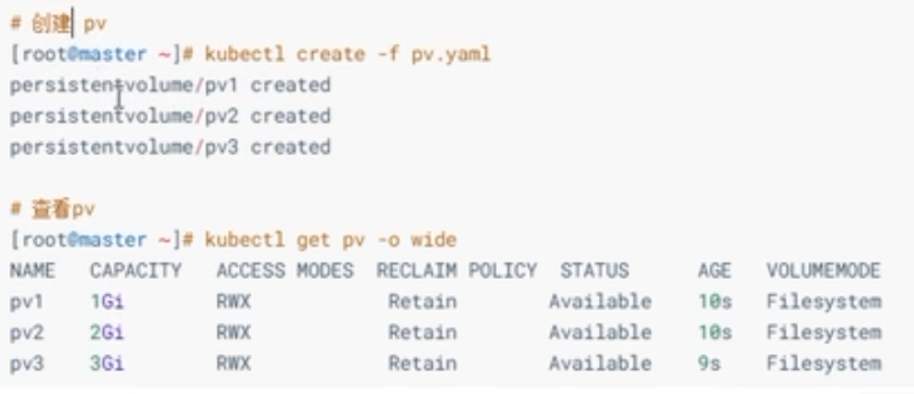 # 创建 pv
[root@master ~]# kubectl create -f pv.yaml
persistentvolume/pv1 created
persistentvolume/pv2 created
persistentvolume/pv3 created
# 查看pv
[root@master ~]# kubectl get pv -o wide
NAME CAPACITY ACCESS MODES RECLAIM POLICY STATUS AGE VOLUMEMODE
pv1 1Gi RWX Retain Available 10s Filesystem
pv2 2Gi RWX Retain Available 10s Filesystem
pv3 3Gi RWX Retain Available 9s Filesystem